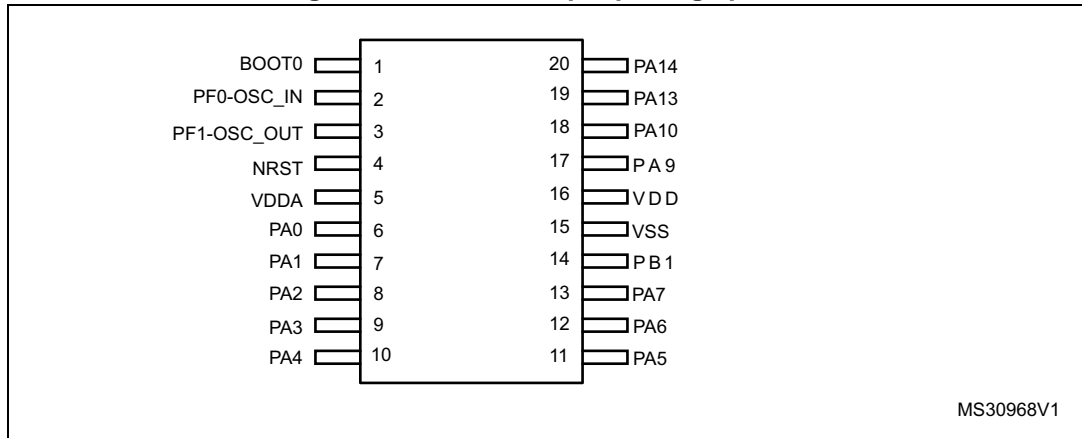 BOOT0 1 20 PA14
PF0-OSC_IN 2 19 PA13
PF1-OSC_OUT 3 18 PA10
NRST 4 17 PA9
VDDA 5 16 VDD
PA0 6 15 VSS
PA1 7 14 PB1
PA2 8 13 PA7
PA3 9 12 PA6
PA4 10 11 PA5
MS30968V1